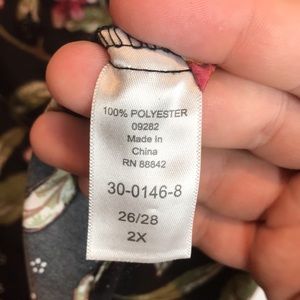 100% POLYESTER
09282
Made in
China
RN 88842
30-0146-8
26/28
2X